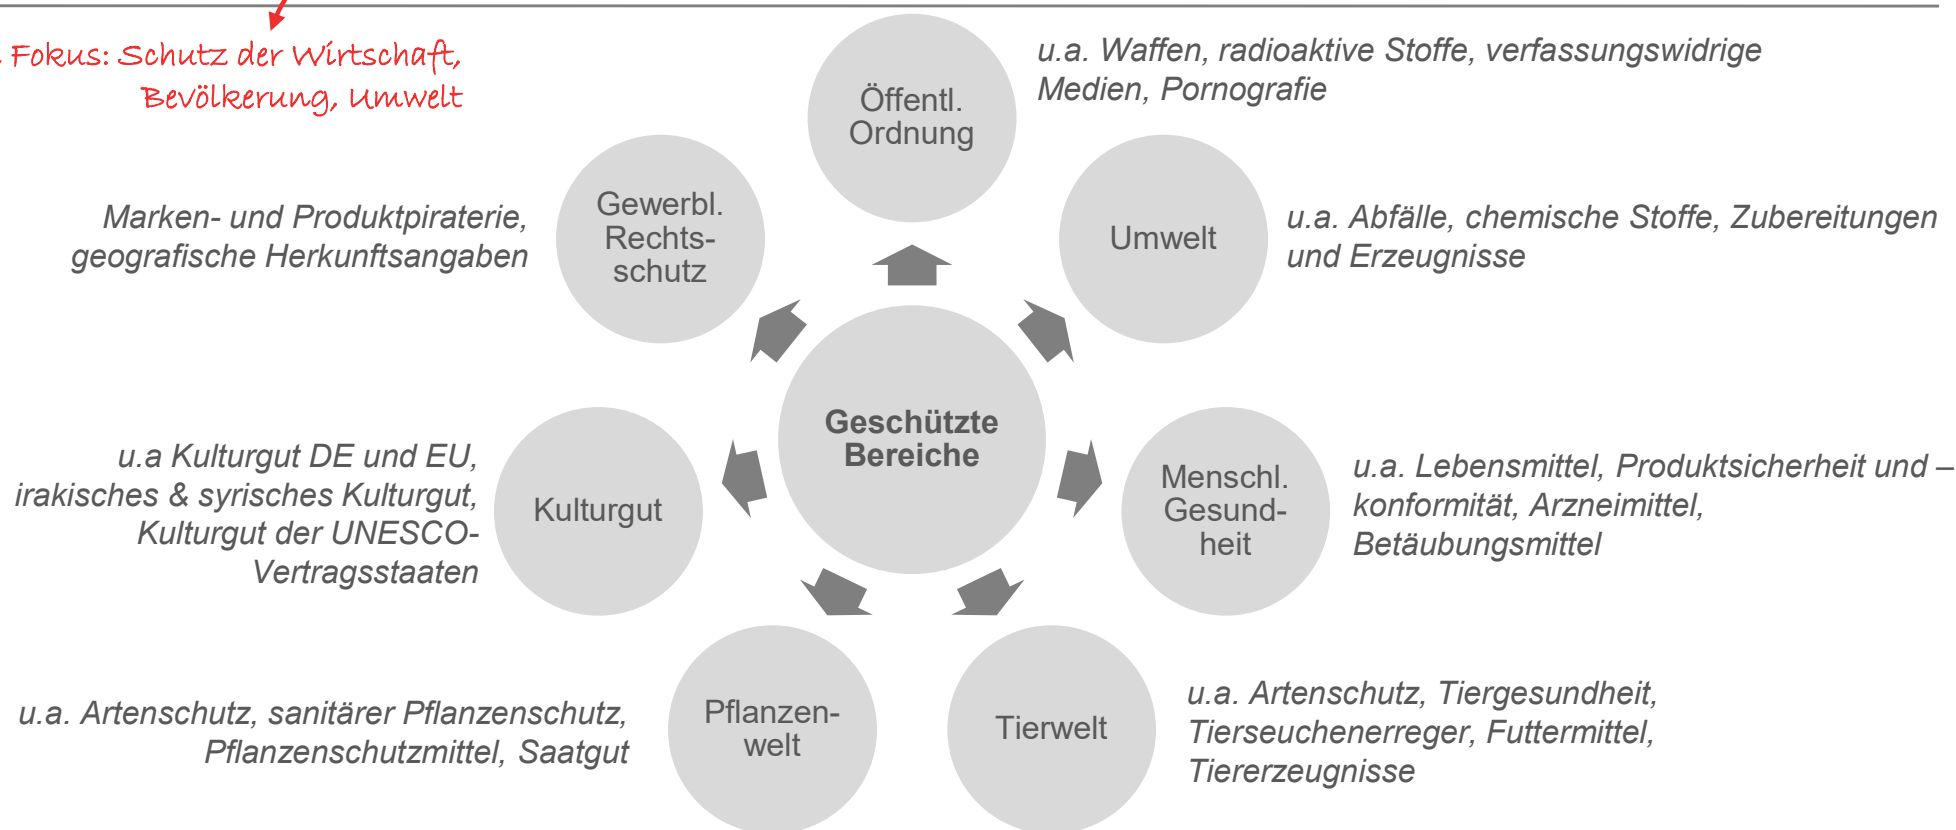 Fokus: Schutz der Wirtschaft,
Bevölkerung, Umwelt
Öffentl.
Ordnung
u.a. Waffen, radioaktive Stoffe, verfassungswidrige
Medien, Pornografie
Gewerbl.
Rechts-
schutz
Marken- und Produktpiraterie,
geografische Herkunftsangaben
Umwelt
u.a. Abfälle, chemische Stoffe, Zubereitungen
und Erzeugnisse
Geschützte
Bereiche
Kulturgut
u.a Kulturgut DE und EU,
irakisches & syrisches Kulturgut,
Kulturgut der UNESCO-
Vertragsstaaten
Menschl.
Gesund-
heit
u.a. Lebensmittel, Produktsicherheit und –
konformität, Arzneimittel,
Betäubungsmittel
Pflanzen-
welt
u.a. Artenschutz, sanitärer Pflanzenschutz,
Pflanzenschutzmittel, Saatgut
Tierwelt
u.a. Artenschutz, Tiergesundheit,
Tierseuchenerreger, Futtermittel,
Tiererzeugnisse